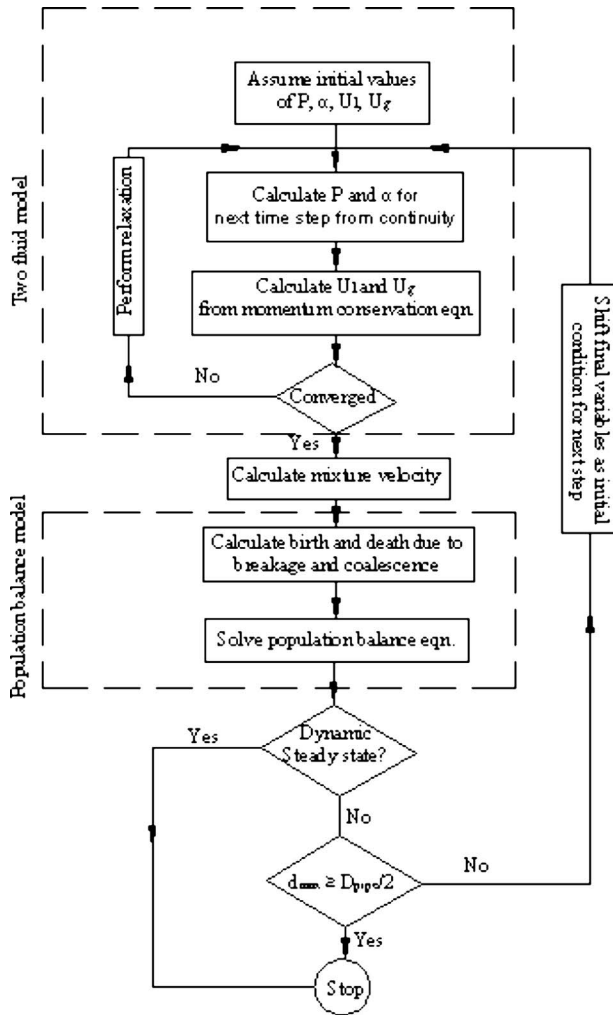 Assume initial values
of P, α, Ul, Ug
Two fluid model
Perform relaxation
Calculate P and α for
next time step from continuity
Calculate Ul and Ug
from momentum conservation eqn.
No
Converged
Yes
Shift final variables as initial
condition for next step
Calculate mixture velocity
Population balance model
Calculate birth and death due to
breakage and coalescence
Solve population balance eqn.
Yes
Dynamic
Steady state?
No
≥ Dpipe/2
No
Yes
Stop